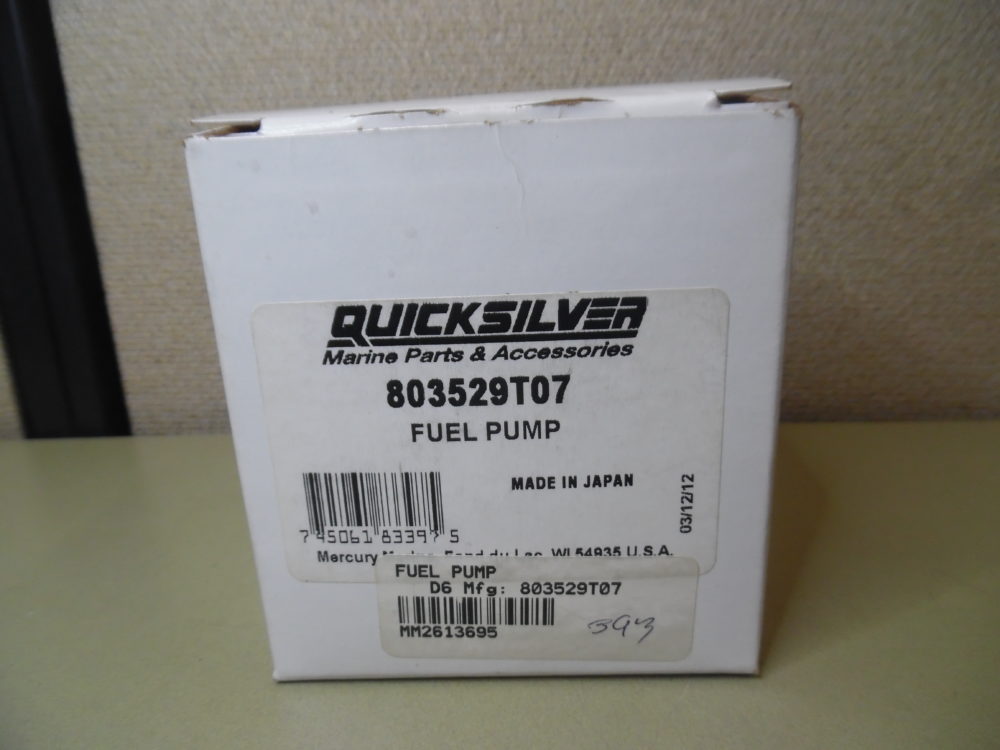 QUICKSILVER
Marine Parts & Accessories
803529T07
FUEL PUMP
MADE IN JAPAN
03/12/12
7 45061 83397 5
Mercury Marine, Fond du Lac, WI 54935 U.S.A.
FUEL PUMP
D6 Mfg: 803529T07
MM2613695
393